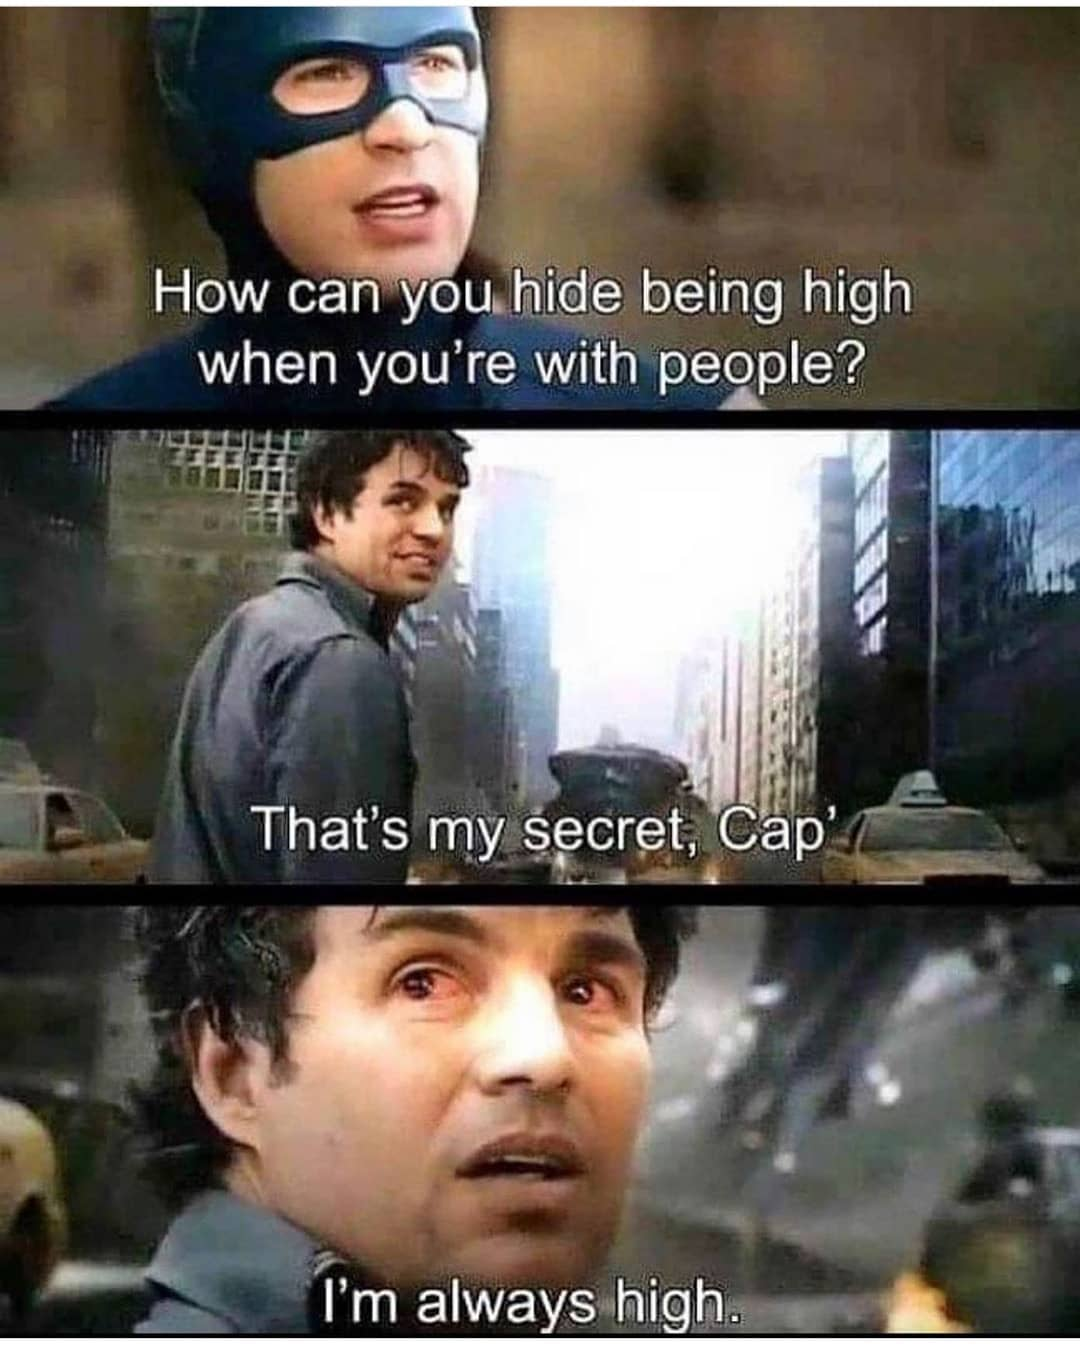 How can you hide being high
when you're with people?
That's my secret, Cap'
I'm always high.